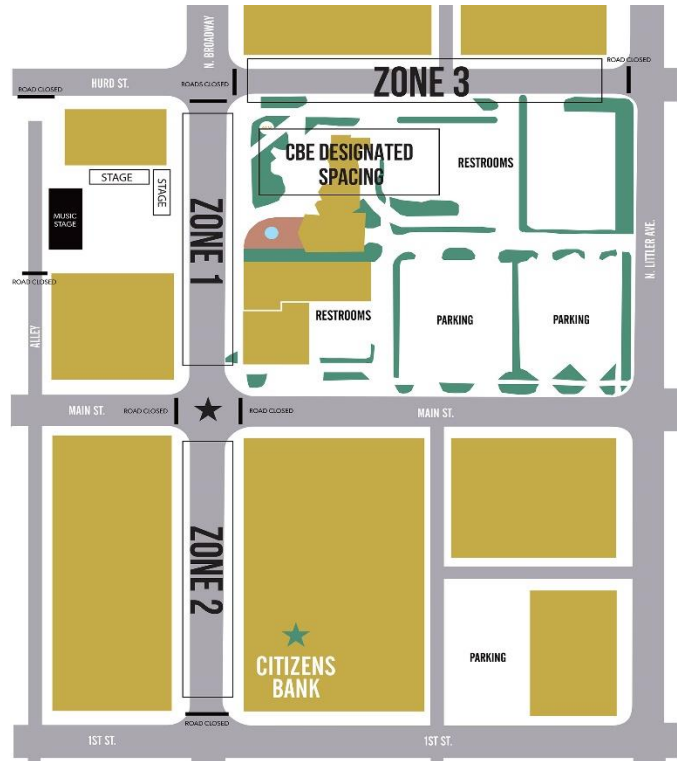 N. BROADWAY
ROAD CLOSED
ZONE 3
HURD ST.
ROADS CLOSED
ROAD CLOSED
CBE DESIGNATED
SPACING
RESTROOMS
STAGE
STAGE
MUSIC
STAGE
ZONE 1
N. LITTLER AVE.
ROAD CLOSED
RESTROOMS
PARKING
PARKING
ALLEY
MAIN ST.
ROAD CLOSED
ROAD CLOSED
MAIN ST.
ZONE 2
CITIZENS
BANK
PARKING
ROAD CLOSED
1ST ST.
1ST ST.